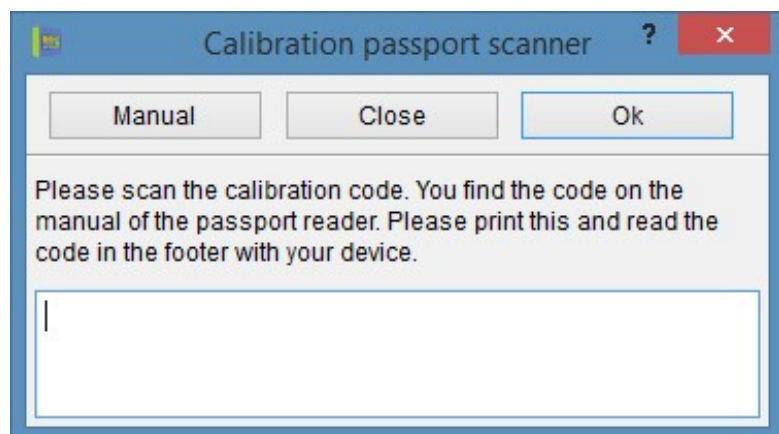 Calibration passport scanner ? ×
Manual Close Ok
Please scan the calibration code. You find the code on the
manual of the passport reader. Please print this and read the
code in the footer with your device.